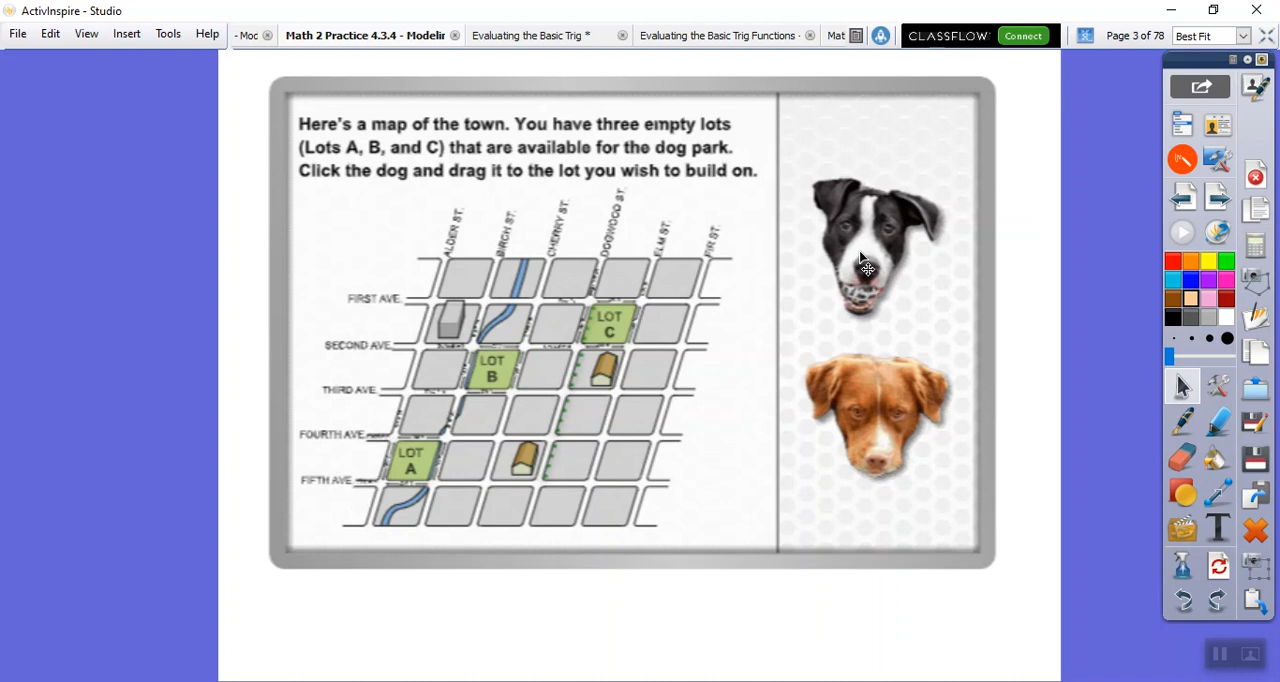 ActivInspire - Studio
File Edit View Insert Tools Help
- Mod
Math 2 Practice 4.3.4 - Modelin
Evaluating the Basic Trig *
Evaluating the Basic Trig Functions -
Mat
CLASSFLOW
Connect
Page 3 of 78
Best Fit
Here's a map of the town. You have three empty lots
(Lots A, B, and C) that are available for the dog park.
Click the dog and drag it to the lot you wish to build on.
ALDER ST.
BIRCH ST.
CHERRY ST.
DOGWOOD ST.
ELM ST.
FIR ST.
FIRST AVE.
SECOND AVE.
THIRD AVE.
FOURTH AVE.
FIFTH AVE.
LOT
C
LOT
B
LOT
A
T